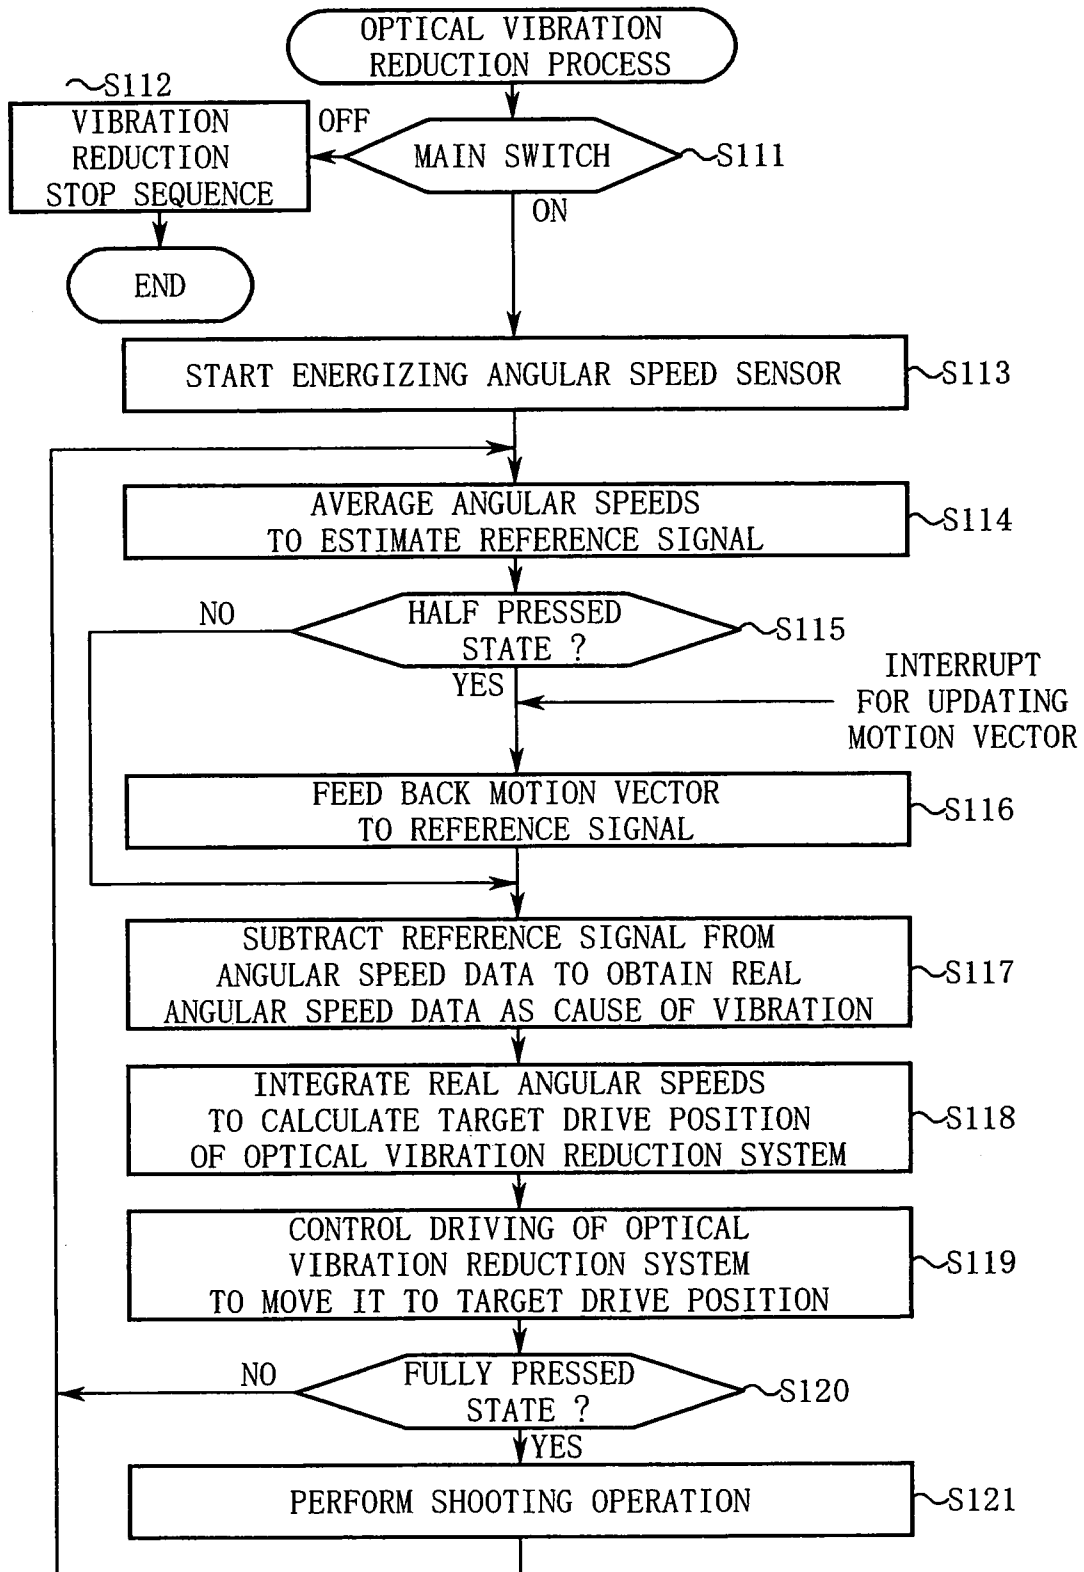 OPTICAL VIBRATION
REDUCTION PROCESS
S112
VIBRATION
REDUCTION
STOP SEQUENCE
OFF
MAIN SWITCH
S111
ON
END
START ENERGIZING ANGULAR SPEED SENSOR
S113
AVERAGE ANGULAR SPEEDS
TO ESTIMATE REFERENCE SIGNAL
S114
NO
HALF PRESSED
STATE ?
S115
YES
INTERRUPT
FOR UPDATING
MOTION VECTOR
FEED BACK MOTION VECTOR
TO REFERENCE SIGNAL
S116
SUBTRACT REFERENCE SIGNAL FROM
ANGULAR SPEED DATA TO OBTAIN REAL
ANGULAR SPEED DATA AS CAUSE OF VIBRATION
S117
INTEGRATE REAL ANGULAR SPEEDS
TO CALCULATE TARGET DRIVE POSITION
OF OPTICAL VIBRATION REDUCTION SYSTEM
S118
CONTROL DRIVING OF OPTICAL
VIBRATION REDUCTION SYSTEM
TO MOVE IT TO TARGET DRIVE POSITION
S119
NO
FULLY PRESSED
STATE ?
S120
YES
PERFORM SHOOTING OPERATION
S121